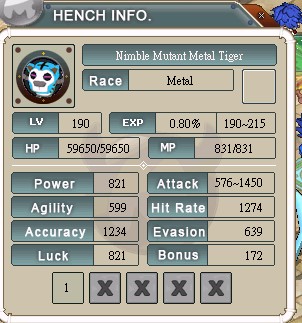 HENCH INFO.
Nimble Mutant Metal Tiger
Race Metal
LV 190 EXP 0.80% 190~215
HP 59650/59650 MP 831/831
Power 821 Attack 576~1450
Agility 599 Hit Rate 1274
Accuracy 1234 Evasion 639
Luck 821 Bonus 172
1 X X X X